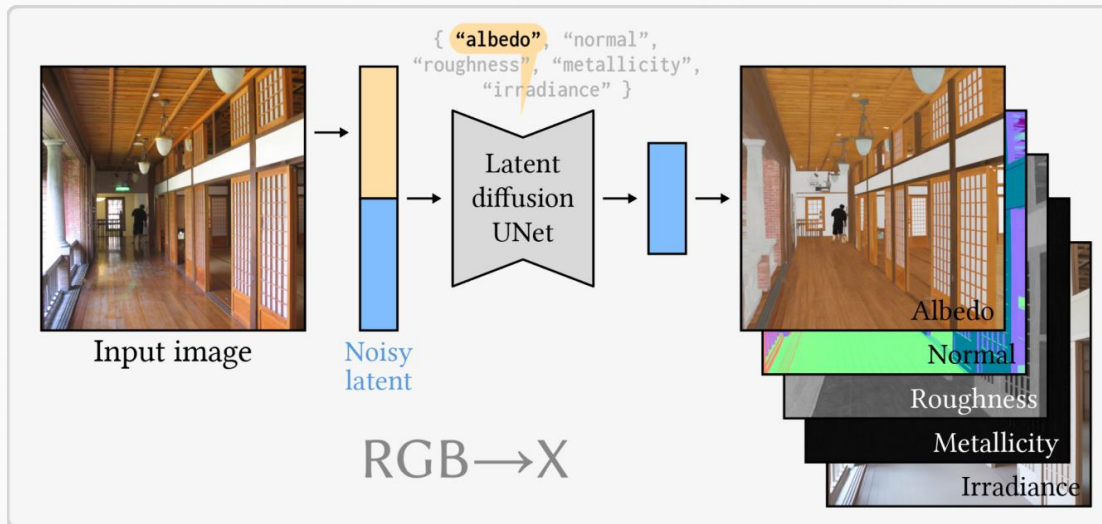 { “albedo”, “normal”,
“roughness”, “metallicity”,
“irradiance” }
Latent
diffusion
UNet
Input image
Noisy
latent
Albedo
Normal
Roughness
Metallicity
Irradiance
RGB→X